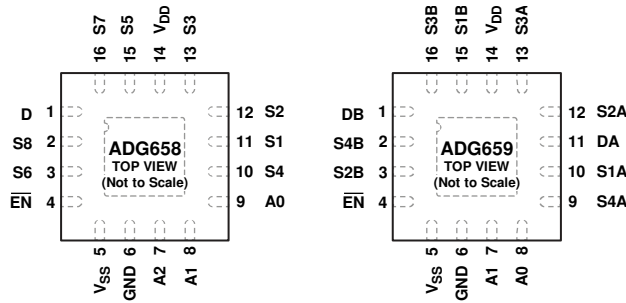 16 S7
15 S5
14 VDD
13 S3
D 1
S8 2
S6 3
EN 4
ADG658
TOP VIEW
(Not to Scale)
12 S2
11 S1
10 S4
9 A0
VSS 5
GND 6
A2 7
A1 8
16 S3B
15 S1B
14 VDD
13 S3A
DB 1
S4B 2
S2B 3
EN 4
ADG659
TOP VIEW
(Not to Scale)
12 S2A
11 DA
10 S1A
9 S4A
VSS 5
GND 6
A1 7
A0 8